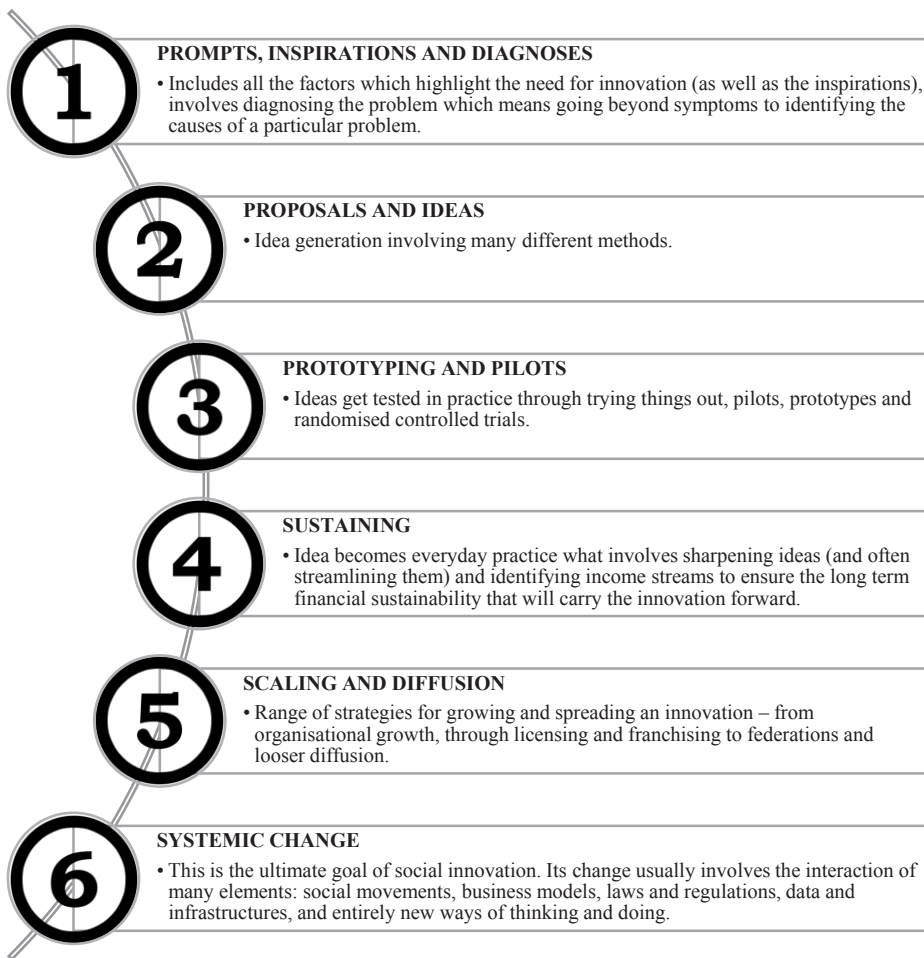 1
PROMPTS, INSPIRATIONS AND DIAGNOSES
• Includes all the factors which highlight the need for innovation (as well as the inspirations),
involves diagnosing the problem which means going beyond symptoms to identifying the
causes of a particular problem.
2
PROPOSALS AND IDEAS
• Idea generation involving many different methods.
3
PROTOTYPING AND PILOTS
• Ideas get tested in practice through trying things out, pilots, prototypes and
randomised controlled trials.
4
SUSTAINING
• Idea becomes everyday practice what involves sharpening ideas (and often
streamlining them) and identifying income streams to ensure the long term
financial sustainability that will carry the innovation forward.
5
SCALING AND DIFFUSION
• Range of strategies for growing and spreading an innovation – from
organisational growth, through licensing and franchising to federations and
looser diffusion.
6
SYSTEMIC CHANGE
• This is the ultimate goal of social innovation. Its change usually involves the interaction of
many elements: social movements, business models, laws and regulations, data and
infrastructures, and entirely new ways of thinking and doing.